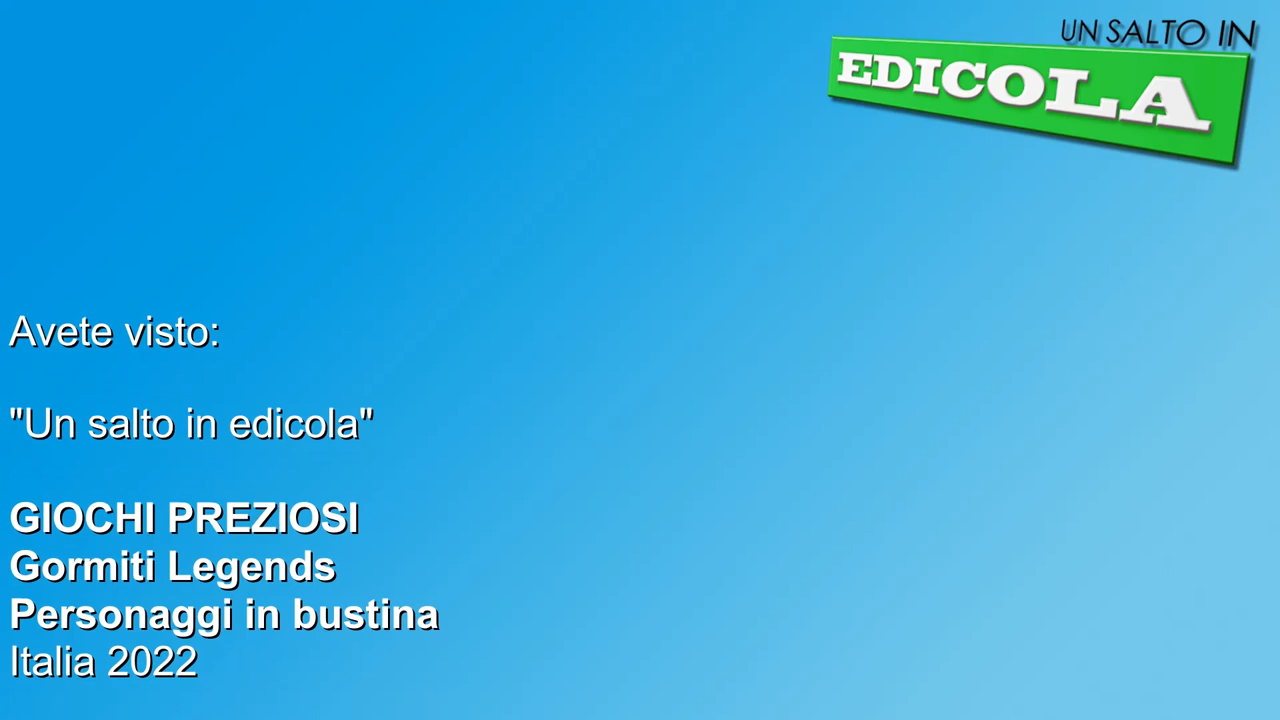 UN SALTO IN
EDICOLA
Avete visto:
"Un salto in edicola"
GIOCHI PREZIOSI
Gormiti Legends
Personaggi in bustina
Italia 2022